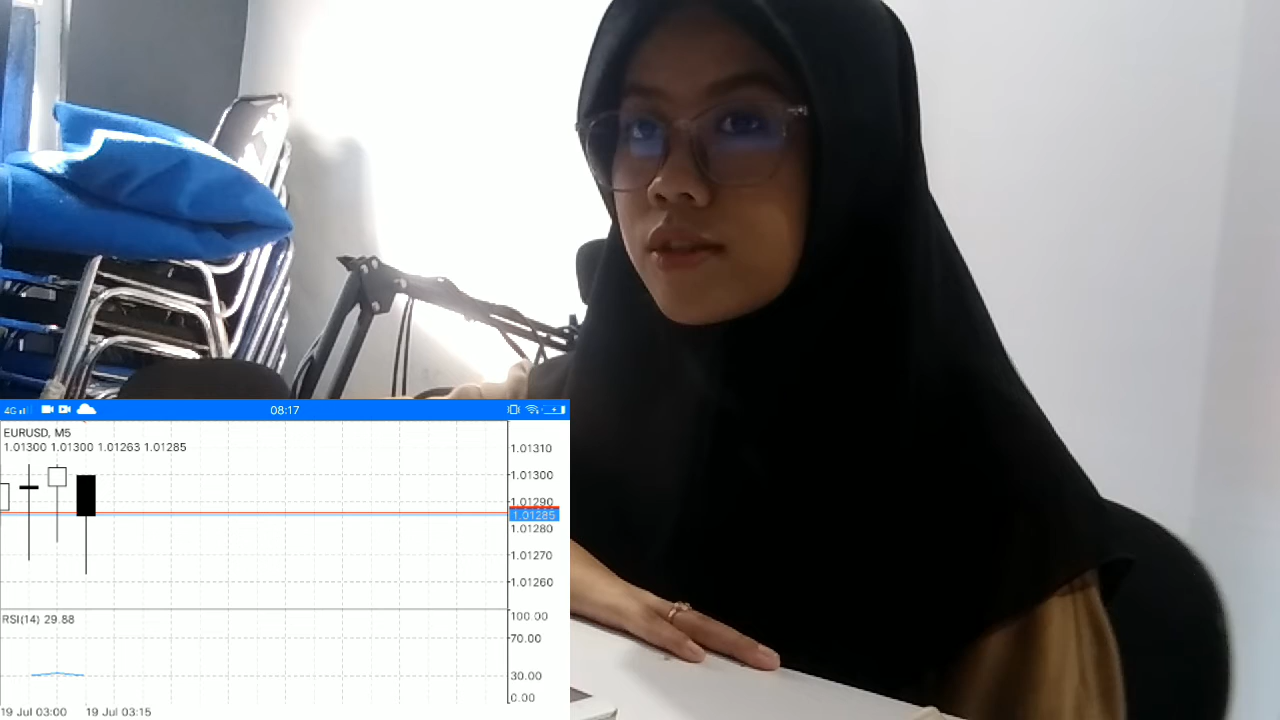 4G 08:17
EURUSD, M5
1.01300 1.01300 1.01263 1.01285
1.01310
1.01300
1.01290
1.01285
1.01280
1.01270
1.01260
RSI(14) 29.88
100.00
70.00
30.00
0.00
19 Jul 03:00 19 Jul 03:15